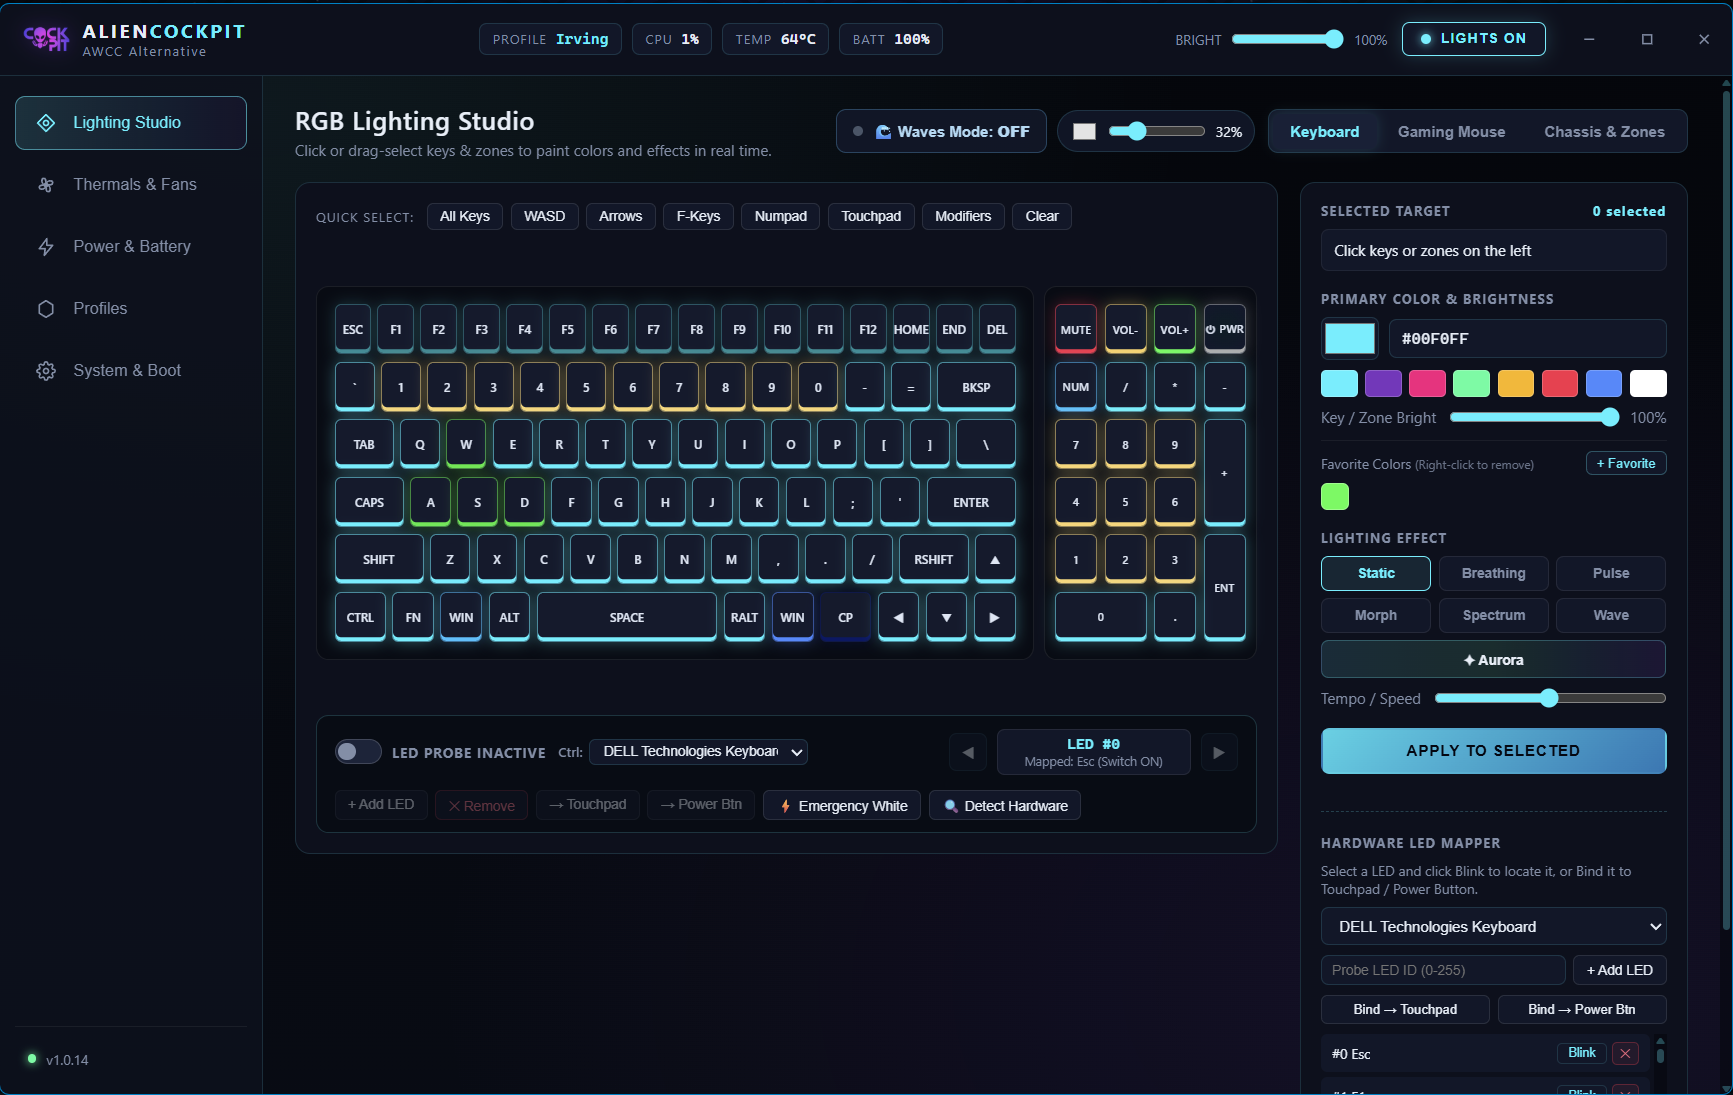 COCKPIT
ALIENCOCKPIT
AWCC Alternative
PROFILE Irving
CPU 1%
TEMP 64°C
BATT 100%
BRIGHT 100%
LIGHTS ON
Lighting Studio
Thermals & Fans
Power & Battery
Profiles
System & Boot
v1.0.14
RGB Lighting Studio
Click or drag-select keys & zones to paint colors and effects in real time.
Waves Mode: OFF
32%
Keyboard
Gaming Mouse
Chassis & Zones
QUICK SELECT: All Keys WASD Arrows F-Keys Numpad Touchpad Modifiers Clear
ESC F1 F2 F3 F4 F5 F6 F7 F8 F9 F10 F11 F12 HOME END DEL
` 1 2 3 4 5 6 7 8 9 0 - = BKSP
TAB Q W E R T Y U I O P [ ] \
CAPS A S D F G H J K L ; ' ENTER
SHIFT Z X C V B N M , . / RSHIFT ▲
CTRL FN WIN ALT SPACE RALT WIN CP ◀ ▼ ▶
MUTE VOL- VOL+ ⏻ PWR
NUM / * -
7 8 9 +
4 5 6
1 2 3 ENT
0 .
LED PROBE INACTIVE Ctrl: DELL Technologies Keyboar
◀ LED #0 ▶
Mapped: Esc (Switch ON)
+ Add LED ✕ Remove → Touchpad → Power Btn Emergency White Detect Hardware
SELECTED TARGET 0 selected
Click keys or zones on the left
PRIMARY COLOR & BRIGHTNESS
#00F0FF
Key / Zone Bright 100%
Favorite Colors (Right-click to remove) + Favorite
LIGHTING EFFECT
Static Breathing Pulse
Morph Spectrum Wave
✦ Aurora
Tempo / Speed
APPLY TO SELECTED
HARDWARE LED MAPPER
Select a LED and click Blink to locate it, or Bind it to
Touchpad / Power Button.
DELL Technologies Keyboard
Probe LED ID (0-255) + Add LED
Bind → Touchpad Bind → Power Btn
#0 Esc Blink ✕
#1 F1 Blink ✕